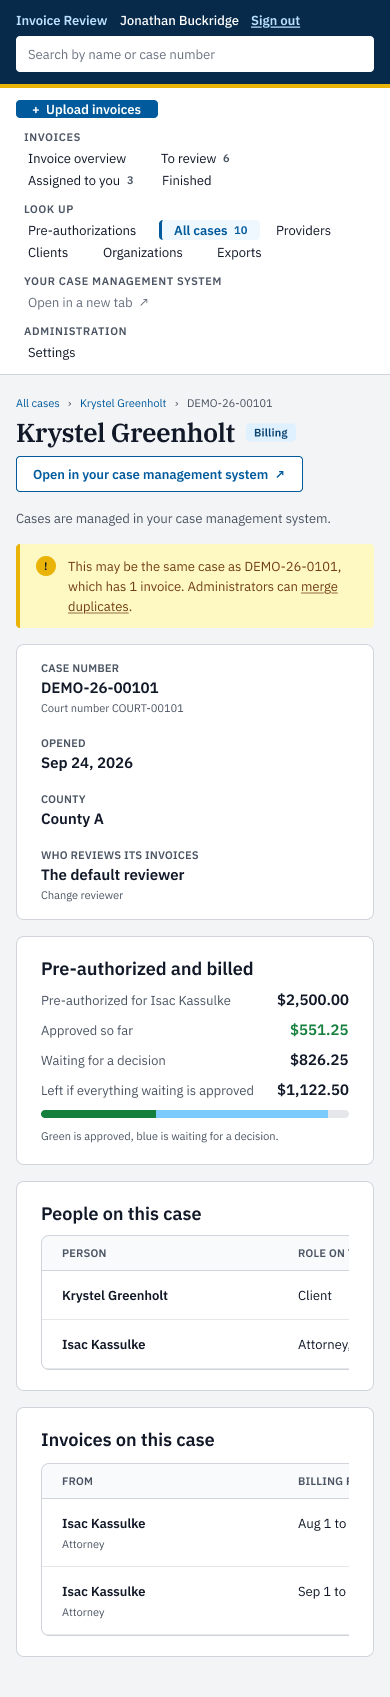 Invoice Review Jonathan Buckridge Sign out
Search by name or case number
+ Upload invoices
INVOICES
Invoice overview To review 6
Assigned to you 3 Finished
LOOK UP
Pre-authorizations All cases 10 Providers
Clients Organizations Exports
YOUR CASE MANAGEMENT SYSTEM
Open in a new tab ↗
ADMINISTRATION
Settings
All cases › Krystel Greenholt › DEMO-26-00101
Krystel Greenholt Billing
Open in your case management system ↗
Cases are managed in your case management system.
! This may be the same case as DEMO-26-0101,
which has 1 invoice. Administrators can merge
duplicates.
CASE NUMBER
DEMO-26-00101
Court number COURT-00101
OPENED
Sep 24, 2026
COUNTY
County A
WHO REVIEWS ITS INVOICES
The default reviewer
Change reviewer
Pre-authorized and billed
Pre-authorized for Isac Kassulke $2,500.00
Approved so far $551.25
Waiting for a decision $826.25
Left if everything waiting is approved $1,122.50
Green is approved, blue is waiting for a decision.
People on this case
PERSON ROLE ON
Krystel Greenholt Client
Isac Kassulke Attorney,
Invoices on this case
FROM BILLING
Isac Kassulke Aug 1 to
Attorney
Isac Kassulke Sep 1 to
Attorney